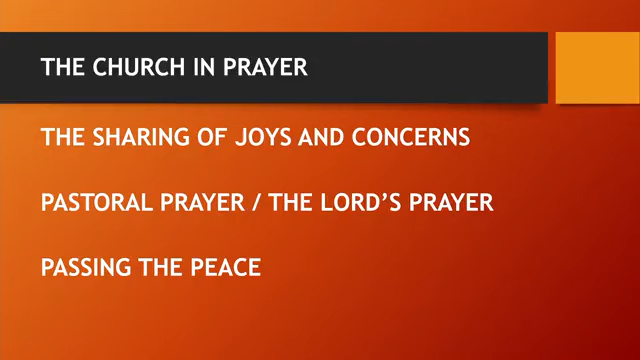 THE CHURCH IN PRAYER
THE SHARING OF JOYS AND CONCERNS
PASTORAL PRAYER / THE LORD’S PRAYER
PASSING THE PEACE